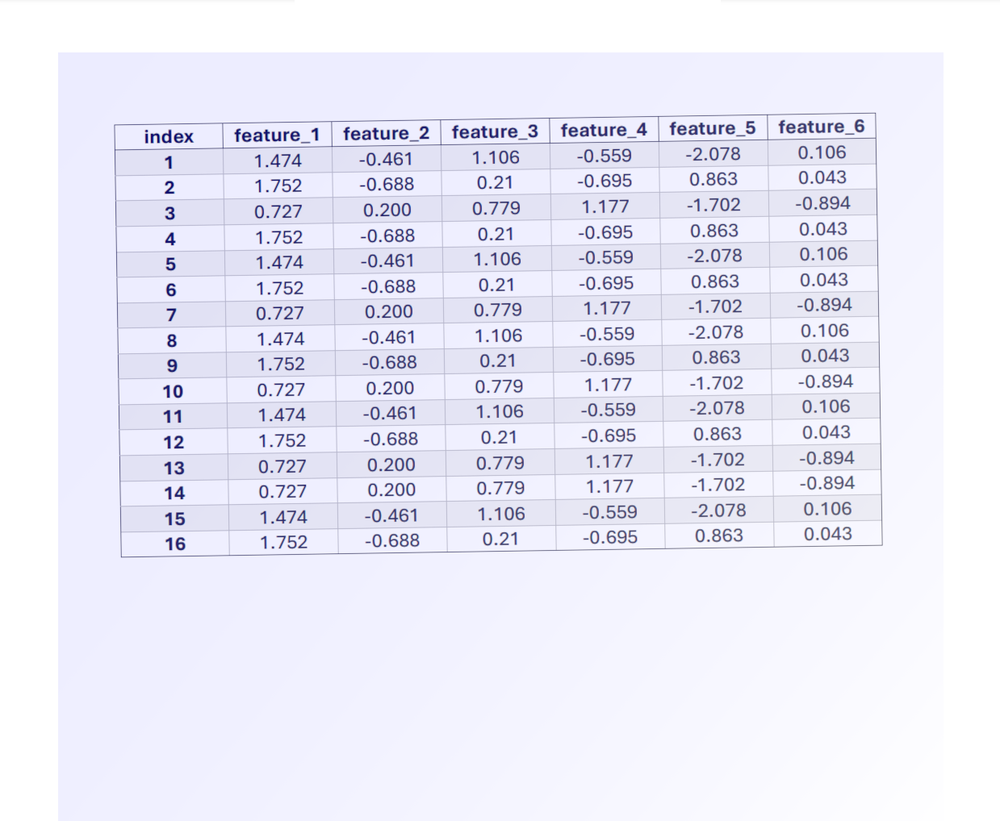 index feature_1 feature_2 feature_3 feature_4 feature_5 feature_6
1 1.474 -0.461 1.106 -0.559 -2.078 0.106
2 1.752 -0.688 0.21 -0.695 0.863 0.043
3 0.727 0.200 0.779 1.177 -1.702 -0.894
4 1.752 -0.688 0.21 -0.695 0.863 0.043
5 1.474 -0.461 1.106 -0.559 -2.078 0.106
6 1.752 -0.688 0.21 -0.695 0.863 0.043
7 0.727 0.200 0.779 1.177 -1.702 -0.894
8 1.474 -0.461 1.106 -0.559 -2.078 0.106
9 1.752 -0.688 0.21 -0.695 0.863 0.043
10 0.727 0.200 0.779 1.177 -1.702 -0.894
11 1.474 -0.461 1.106 -0.559 -2.078 0.106
12 1.752 -0.688 0.21 -0.695 0.863 0.043
13 0.727 0.200 0.779 1.177 -1.702 -0.894
14 0.727 0.200 0.779 1.177 -1.702 -0.894
15 1.474 -0.461 1.106 -0.559 -2.078 0.106
16 1.752 -0.688 0.21 -0.695 0.863 0.043